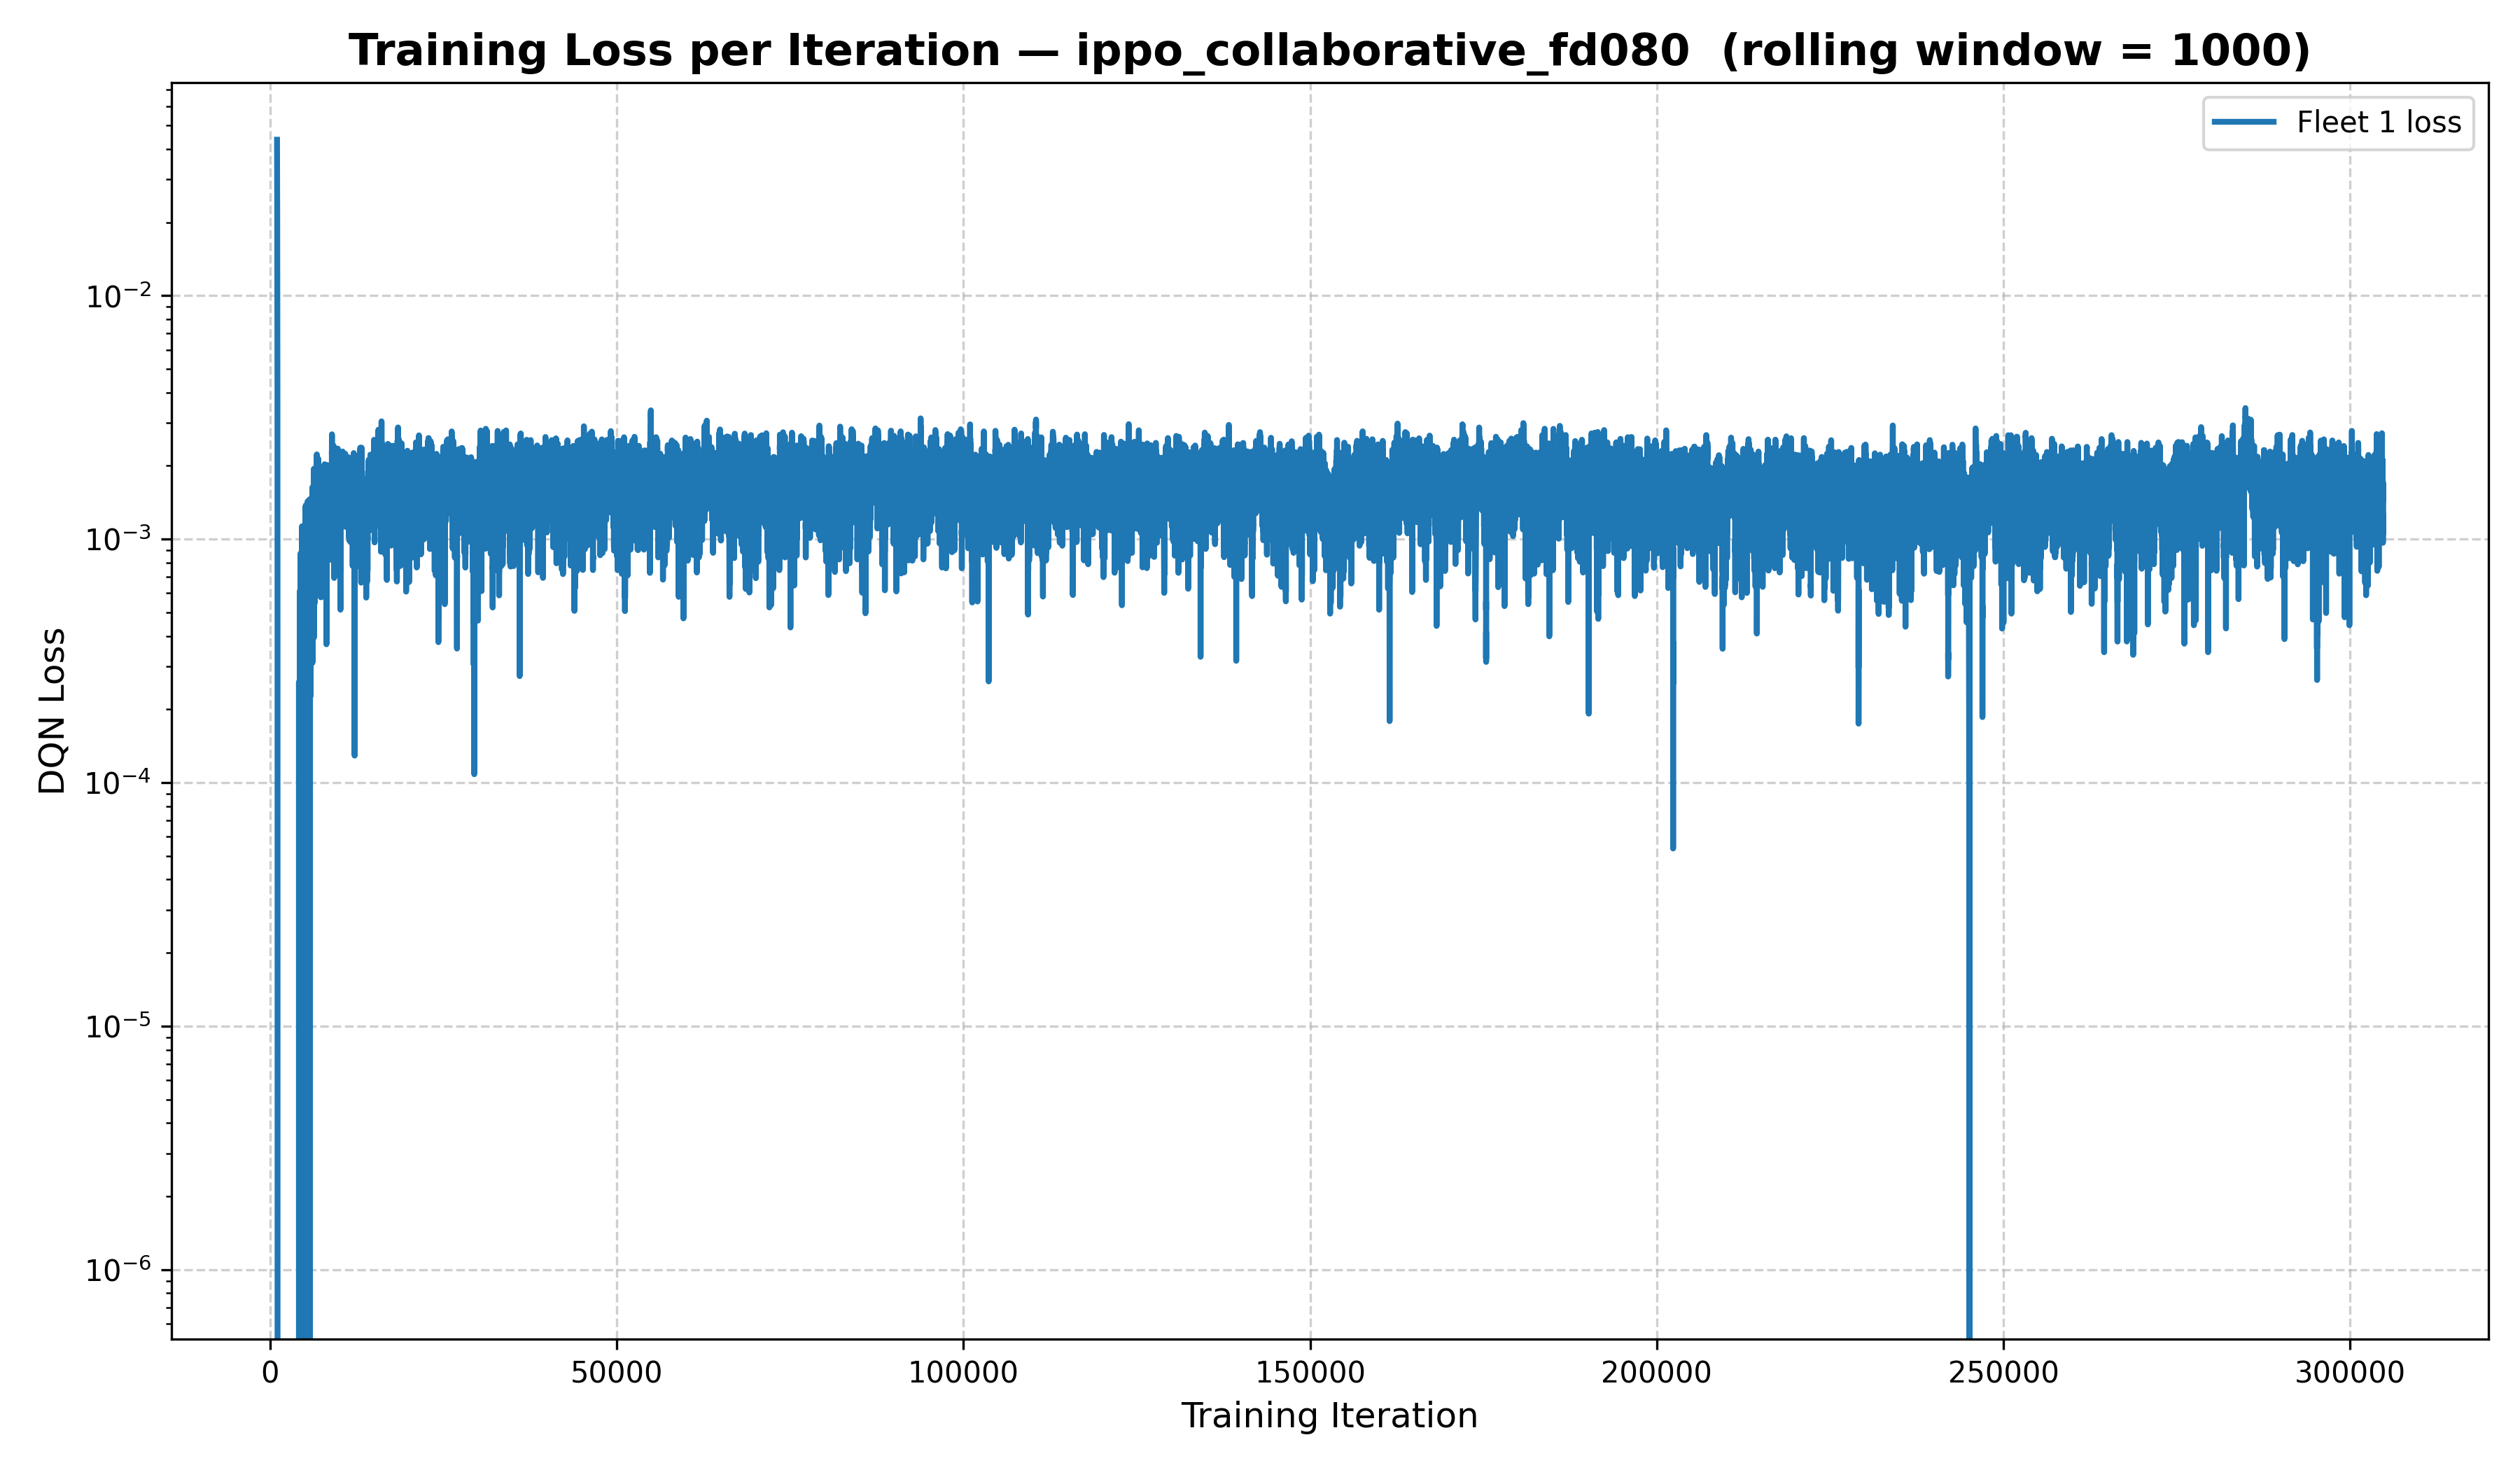 Training Loss per Iteration — ippo_collaborative_fd080 (rolling window = 1000)
Fleet 1 loss
DQN Loss
10⁻²
10⁻³
10⁻⁴
10⁻⁵
10⁻⁶
0 50000 100000 150000 200000 250000 300000
Training Iteration